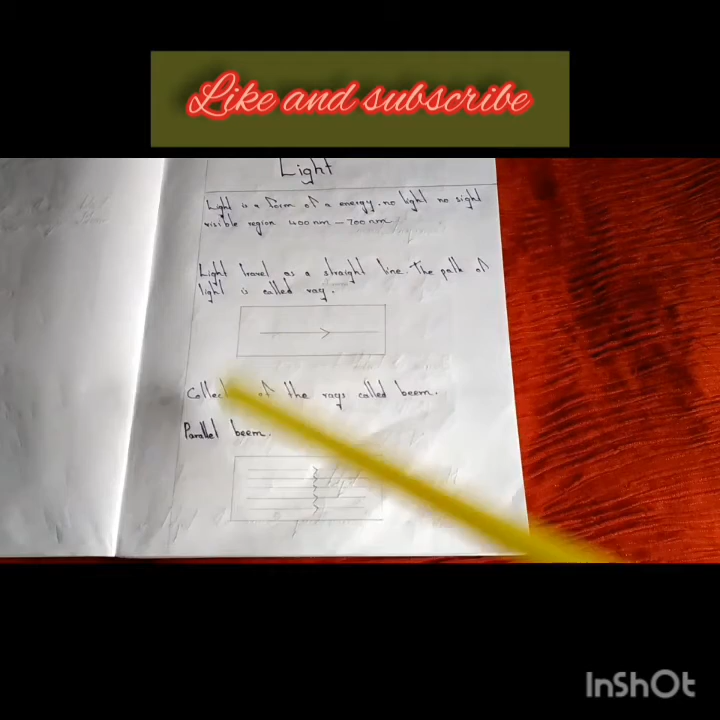 Like and subscribe
Light
Light is a form of a energy. no light no sight
visible region 400nm - 700nm
Light travel as a straight line. The path of
light is called ray.
of the rays called beem.
Parallel beem.
InShOt